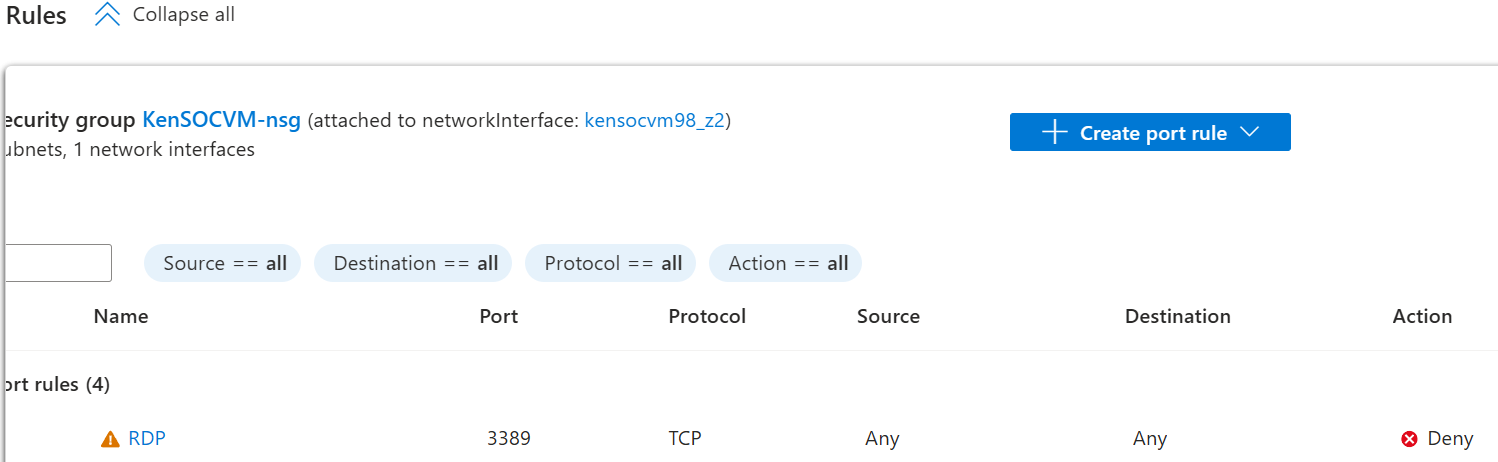 Rules Collapse all
ecurity group KenSOCVM-nsg (attached to networkInterface: kensocvm98_z2)
ubnets, 1 network interfaces
Create port rule
Source == all Destination == all Protocol == all Action == all
Name Port Protocol Source Destination Action
ort rules (4)
RDP 3389 TCP Any Any Deny